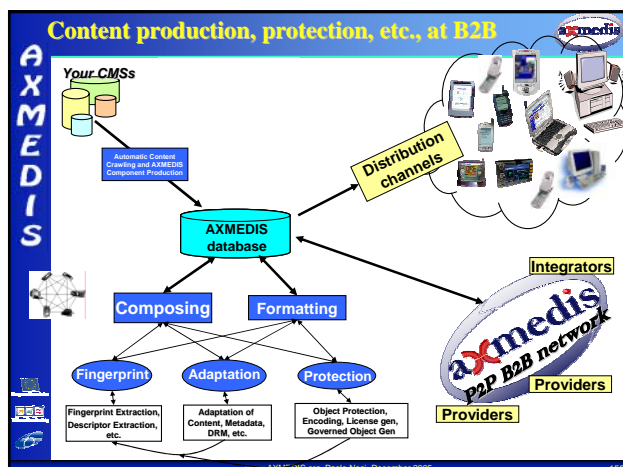 Content production, protection, etc., at B2B
axmedis
AXMEDIS
Your CMSs
Automatic Content
Crawling and AXMEDIS
Component Production
Distribution
channels
AXMEDIS
database
Integrators
Composing
Formatting
axmedis
P2P B2B network
Fingerprint
Adaptation
Protection
Providers
Providers
Fingerprint Extraction,
Descriptor Extraction,
etc.
Adaptation of
Content, Metadata,
DRM, etc.
Object Protection,
Encoding, License gen,
Governed Object Gen